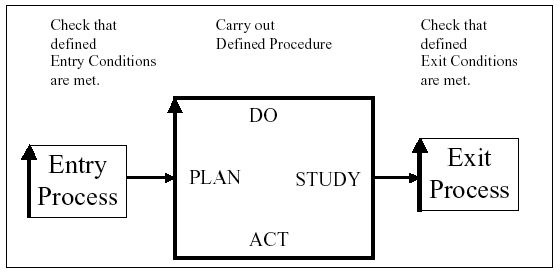 Check that
defined
Entry Conditions
are met.
Carry out
Defined Procedure
Check that
defined
Exit Conditions
are met.
Entry
Process
DO
PLAN
STUDY
ACT
Exit
Process